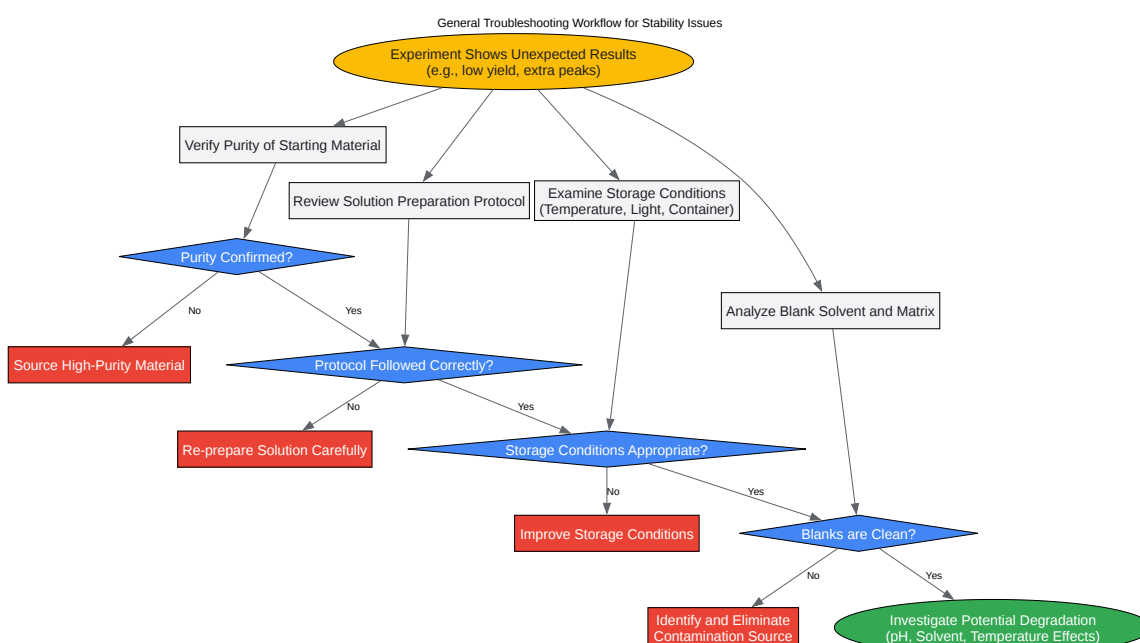 General Troubleshooting Workflow for Stability Issues
Experiment Shows Unexpected Results
(e.g., low yield, extra peaks)
Verify Purity of Starting Material
Review Solution Preparation Protocol
Examine Storage Conditions
(Temperature, Light, Container)
Purity Confirmed?
Analyze Blank Solvent and Matrix
No
Yes
Source High-Purity Material
Protocol Followed Correctly?
No
Yes
Re-prepare Solution Carefully
Storage Conditions Appropriate?
No
Yes
Improve Storage Conditions
Blanks are Clean?
No
Yes
Identify and Eliminate
Contamination Source
Investigate Potential Degradation
(pH, Solvent, Temperature Effects)